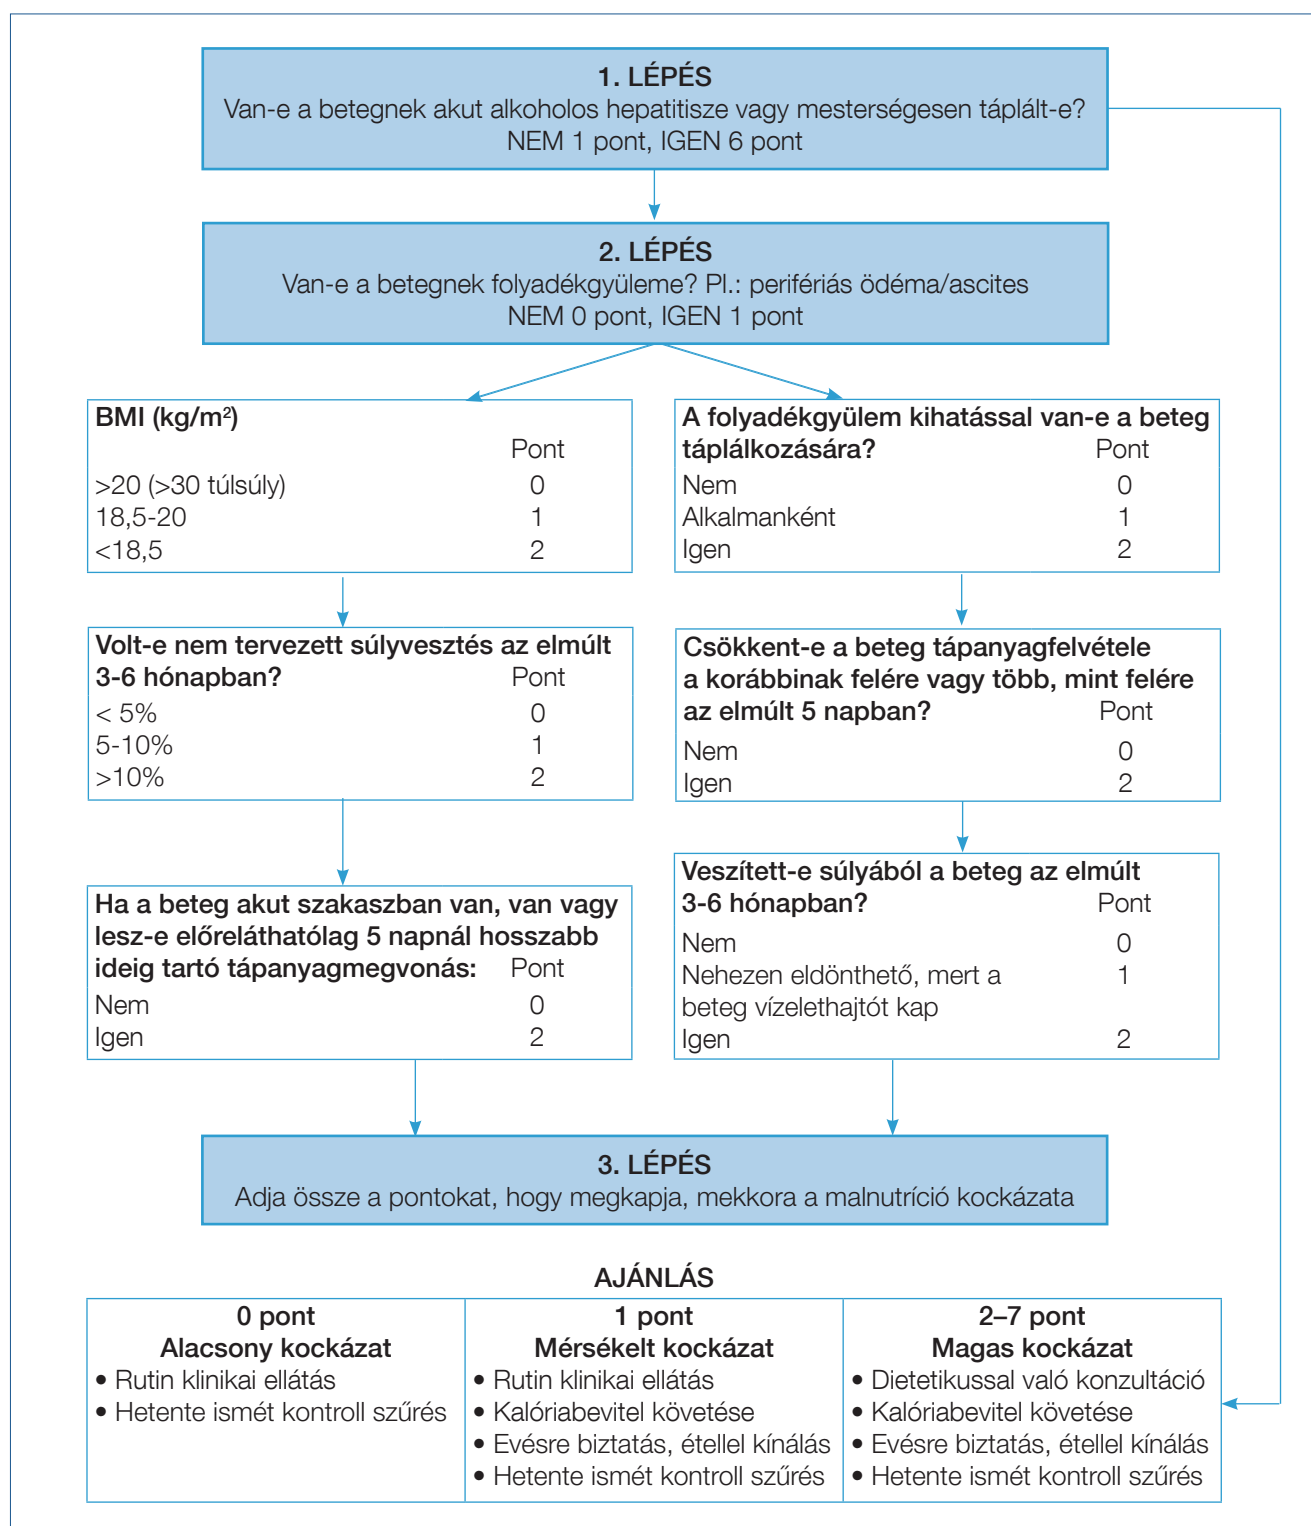 1. LÉPÉS
Van-e a betegnek akut alkoholos hepatitisze vagy mesterségesen táplált-e?
NEM 1 pont, IGEN 6 pont
2. LÉPÉS
Van-e a betegnek folyadékgyüleme? Pl.: perifériás ödéma/ascites
NEM 0 pont, IGEN 1 pont
BMI (kg/m²)
Pont
>20 (>30 túlsúly) 0
18,5-20 1
<18,5 2
Volt-e nem tervezett súlyvesztés az elmúlt
3-6 hónapban? Pont
< 5% 0
5-10% 1
>10% 2
Ha a beteg akut szakaszban van, van vagy
lesz-e előreláthatólag 5 napnál hosszabb
ideig tartó tápanyagmegvonás: Pont
Nem 0
Igen 2
A folyadékgyülem kihatással van-e a beteg
táplálkozására? Pont
Nem 0
Alkalmanként 1
Igen 2
Csökkent-e a beteg tápanyagfelvétele
a korábbinak felére vagy több, mint felére
az elmúlt 5 napban? Pont
Nem 0
Igen 2
Veszített-e súlyából a beteg az elmúlt
3-6 hónapban? Pont
Nem 0
Nehezen eldönthető, mert a 1
beteg vízelethajtót kap
Igen 2
3. LÉPÉS
Adja össze a pontokat, hogy megkapja, mekkora a malnutríció kockázata
AJÁNLÁS
0 pont
Alacsony kockázat
• Rutin klinikai ellátás
• Hetente ismét kontroll szűrés
1 pont
Mérsékelt kockázat
• Rutin klinikai ellátás
• Kalóriabevitel követése
• Evésre biztatás, étellel kínálás
• Hetente ismét kontroll szűrés
2–7 pont
Magas kockázat
• Dietetikussal való konzultáció
• Kalóriabevitel követése
• Evésre biztatás, étellel kínálás
• Hetente ismét kontroll szűrés